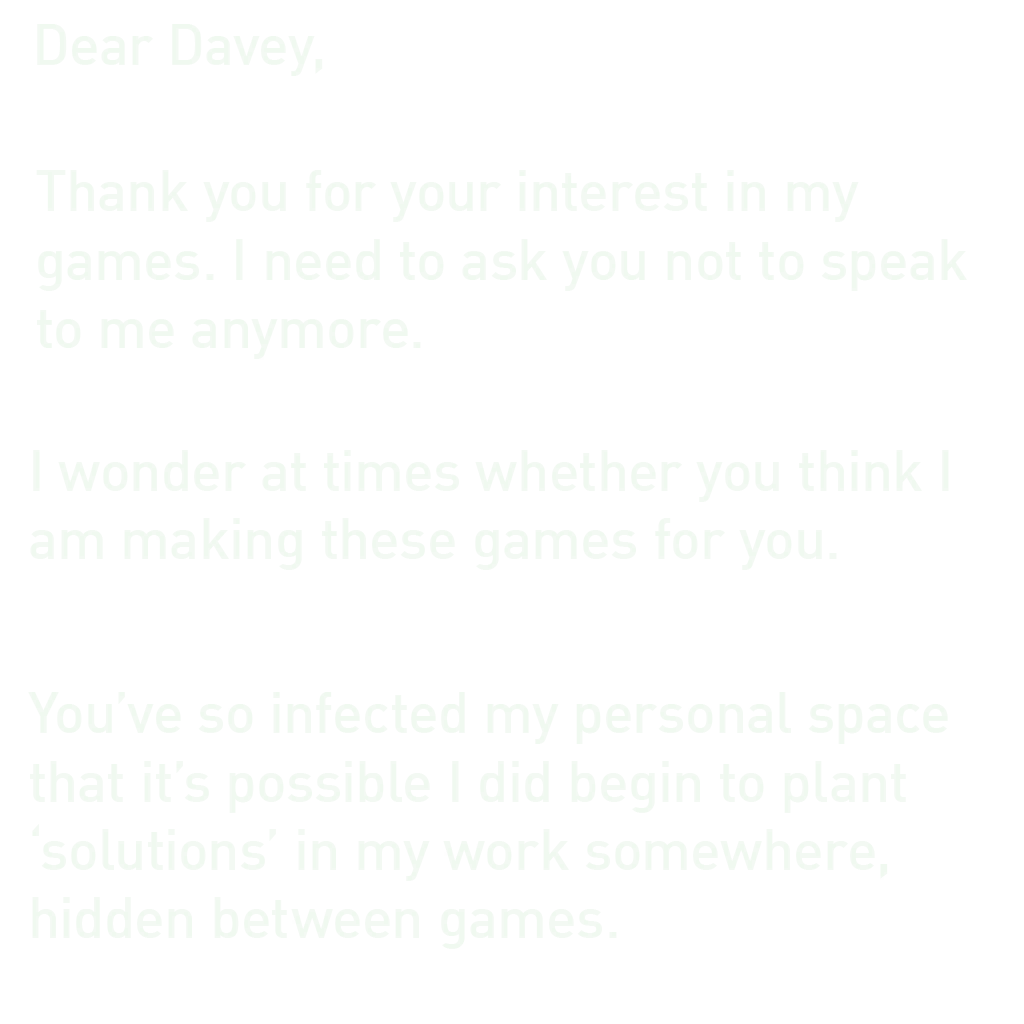 Dear Davey,
Thank you for your interest in my
games. I need to ask you not to speak
to me anymore.
I wonder at times whether you think I
am making these games for you.
You’ve so infected my personal space
that it’s possible I did begin to plant
‘solutions’ in my work somewhere,
hidden between games.